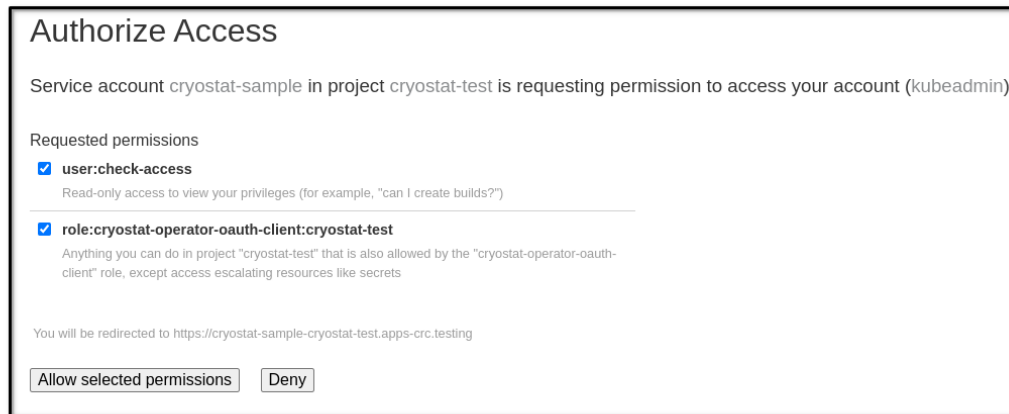 Authorize Access
Service account cryostat-sample in project cryostat-test is requesting permission to access your account (kubeadmin)
Requested permissions
user:check-access
Read-only access to view your privileges (for example, "can I create builds?")
role:cryostat-operator-oauth-client:cryostat-test
Anything you can do in project "cryostat-test" that is also allowed by the "cryostat-operator-oauth-
client" role, except access escalating resources like secrets
You will be redirected to https://cryostat-sample-cryostat-test.apps-crc.testing
Allow selected permissions Deny